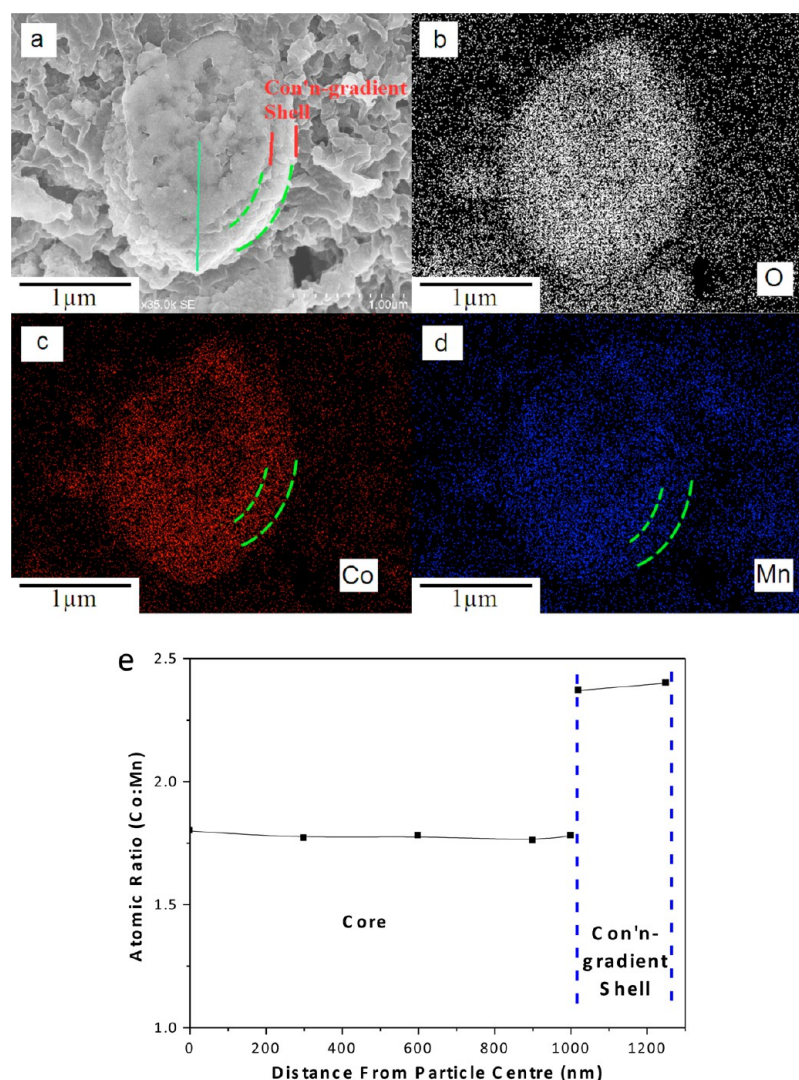 a
Con'n-gradient
Shell
1µm
x35.0k SE
1.00um
b
O
c
Co
1µm
d
Mn
1µm
e
2.5
2.0
1.5
1.0
Atomic Ratio (Co:Mn)
Core
Con'n-
gradient
Shell
0
200
400
600
800
1000
1200
Distance From Particle Centre (nm)
1µm